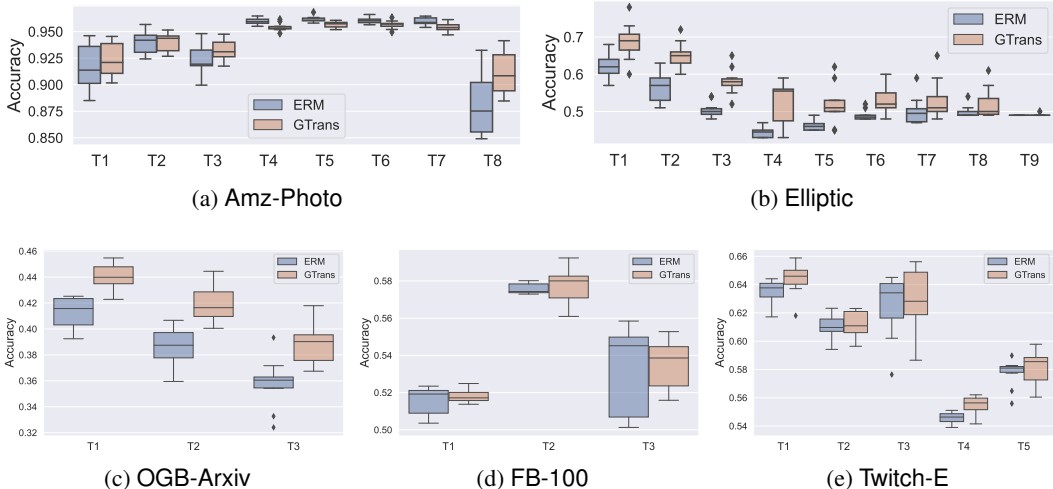 Accuracy
0.950
0.925
0.900
0.875
0.850
ERM
GTrans
T1 T2 T3 T4 T5 T6 T7 T8
(a) Amz-Photo
Accuracy
0.7
0.6
0.5
ERM
GTrans
T1 T2 T3 T4 T5 T6 T7 T8 T9
(b) Elliptic
Accuracy
0.46
0.44
0.42
0.40
0.38
0.36
0.34
0.32
ERM
GTrans
T1 T2 T3
(c) OGB-Arxiv
Accuracy
0.58
0.56
0.54
0.52
0.50
ERM
GTrans
T1 T2 T3
(d) FB-100
Accuracy
0.66
0.64
0.62
0.60
0.58
0.56
0.54
ERM
GTrans
T1 T2 T3 T4 T5
(e) Twitch-E